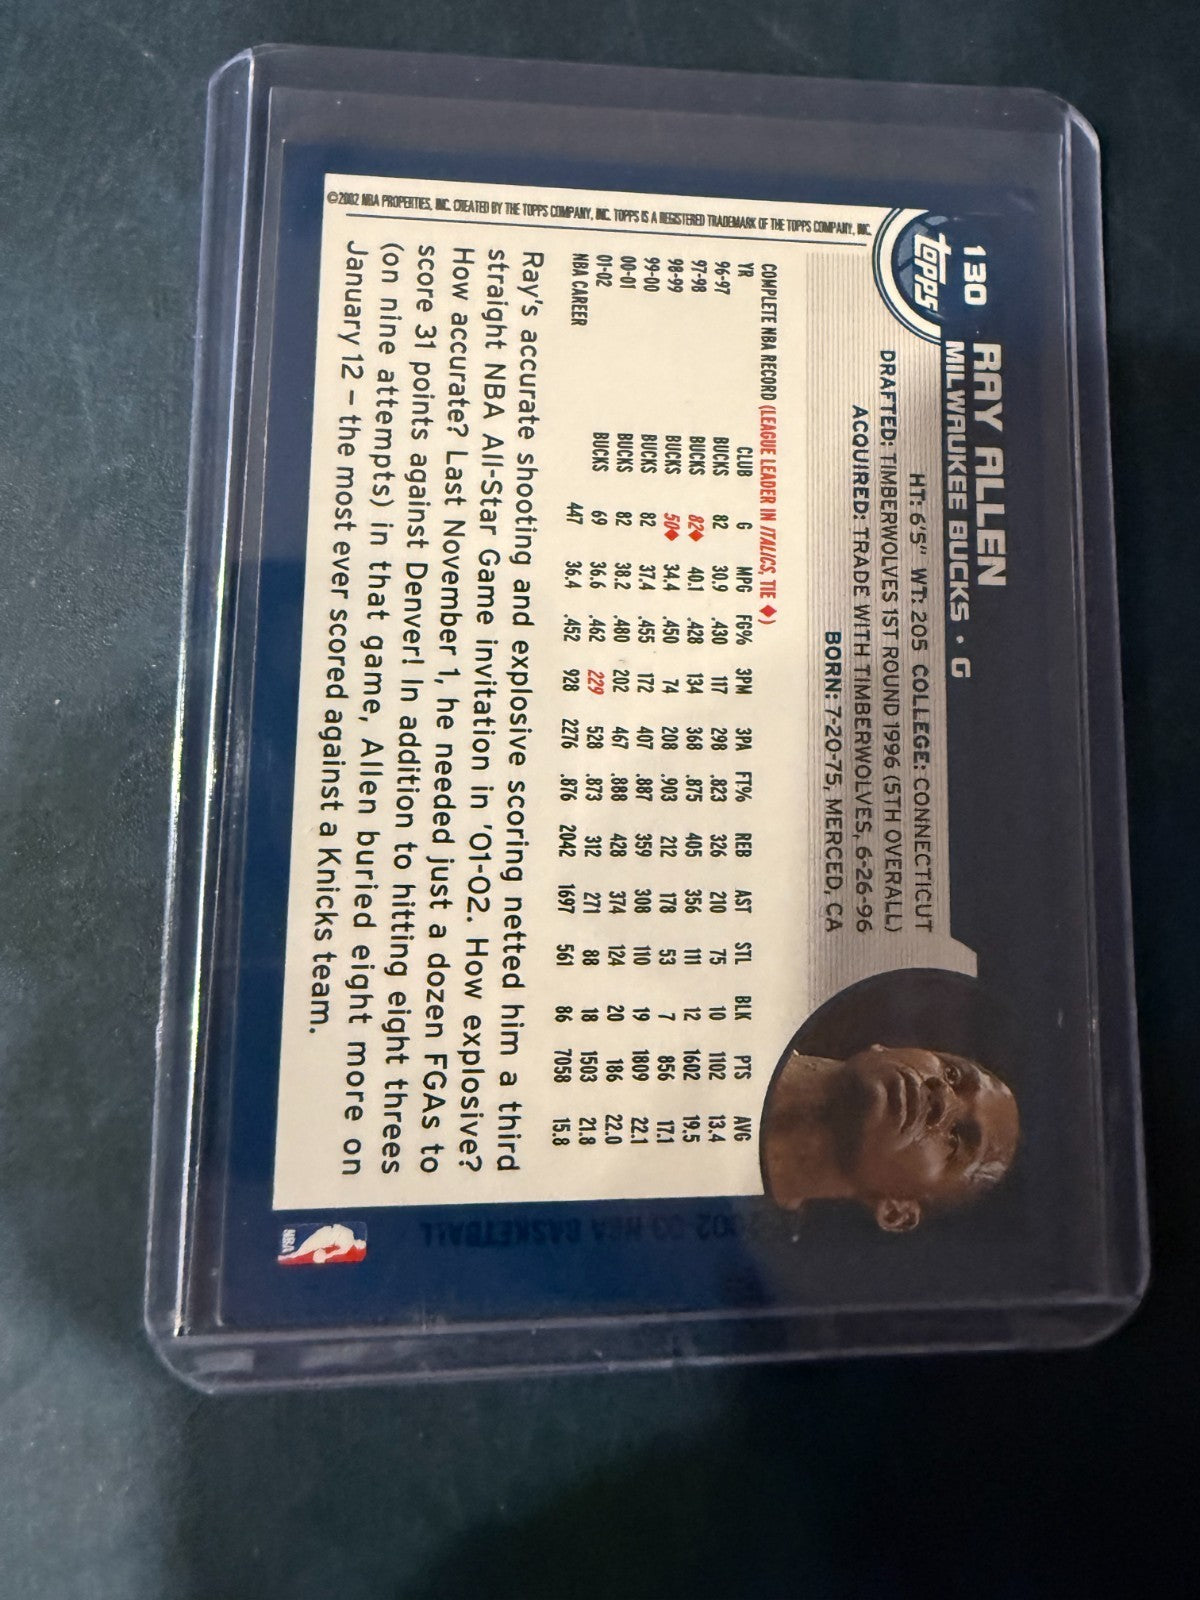 130 RAY ALLEN
MILWAUKEE BUCKS • G
topps
HT: 6'5" WT: 205 COLLEGE: CONNECTICUT
DRAFTED: TIMBERWOLVES 1ST ROUND 1996 (5TH OVERALL)
ACQUIRED: TRADE WITH TIMBERWOLVES, 6-26-96
BORN: 7-20-75, MERCED, CA
COMPLETE NBA RECORD (LEAGUE LEADER IN ITALICS, TIE ♦)
YR CLUB G MPG FG% 3PM 3PA FT% REB AST STL BLK PTS AVG
96-97 BUCKS 82 30.9 .430 117 298 .823 326 210 75 10 1102 13.4
97-98 BUCKS 82♦ 40.1 .428 134 368 .875 405 356 111 12 1602 19.5
98-99 BUCKS 50♦ 34.4 .450 74 208 .903 212 178 53 7 856 17.1
99-00 BUCKS 82 37.4 .455 172 407 .887 359 308 110 19 1809 22.1
00-01 BUCKS 82 38.2 .480 202 467 .888 428 374 124 20 186 22.0
01-02 BUCKS 69 36.6 .462 229 528 .873 312 271 88 18 1503 21.8
NBA CAREER 447 36.4 .452 928 2276 .876 2042 1697 561 86 7058 15.8
Ray's accurate shooting and explosive scoring netted him a third
straight NBA All-Star Game invitation in '01-02. How explosive?
How accurate? Last November 1, he needed just a dozen FGAs to
score 31 points against Denver! In addition to hitting eight threes
(on nine attempts) in that game, Allen buried eight more on
January 12 – the most ever scored against a Knicks team.
©2002 NBA PROPERTIES, INC. CREATED BY THE TOPPS COMPANY, INC. TOPPS IS A REGISTERED TRADEMARK OF THE TOPPS COMPANY, INC.
2002-03 NBA BASKETBALL
NBA